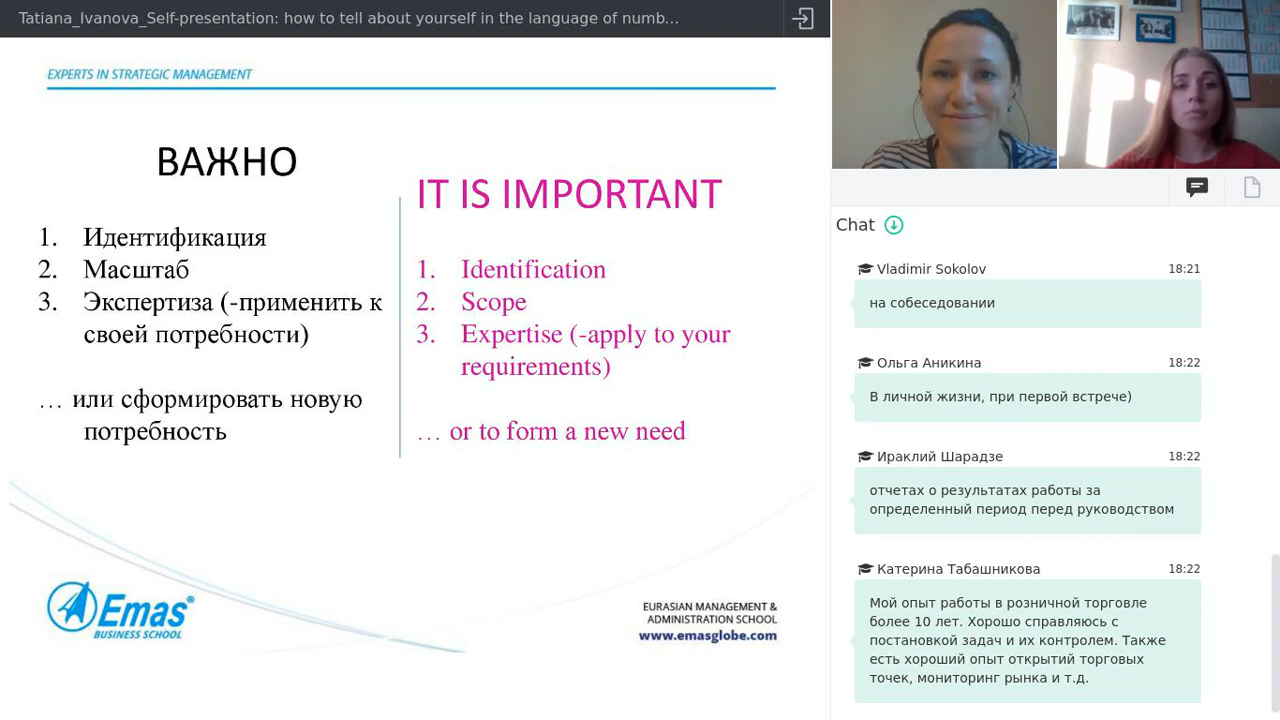 Tatiana_Ivanova_Self-presentation: how to tell about yourself in the language of numb...
EXPERTS IN STRATEGIC MANAGEMENT
ВАЖНО
1. Идентификация
2. Масштаб
3. Экспертиза (-применить к
своей потребности)
… или сформировать новую
потребность
IT IS IMPORTANT
1. Identification
2. Scope
3. Expertise (-apply to your
requirements)
… or to form a new need
Emas®
BUSINESS SCHOOL
EURASIAN MANAGEMENT &
ADMINISTRATION SCHOOL
www.emasglobe.com
Chat
Vladimir Sokolov 18:21
на собеседовании
Ольга Аникина 18:22
В личной жизни, при первой встрече)
Ираклий Шарадзе 18:22
отчетах о результатах работы за
определенный период перед руководством
Катерина Табашникова 18:22
Мой опыт работы в розничной торговле
более 10 лет. Хорошо справляюсь с
постановкой задач и их контролем. Также
есть хороший опыт открытий торговых
точек, мониторинг рынка и т.д.